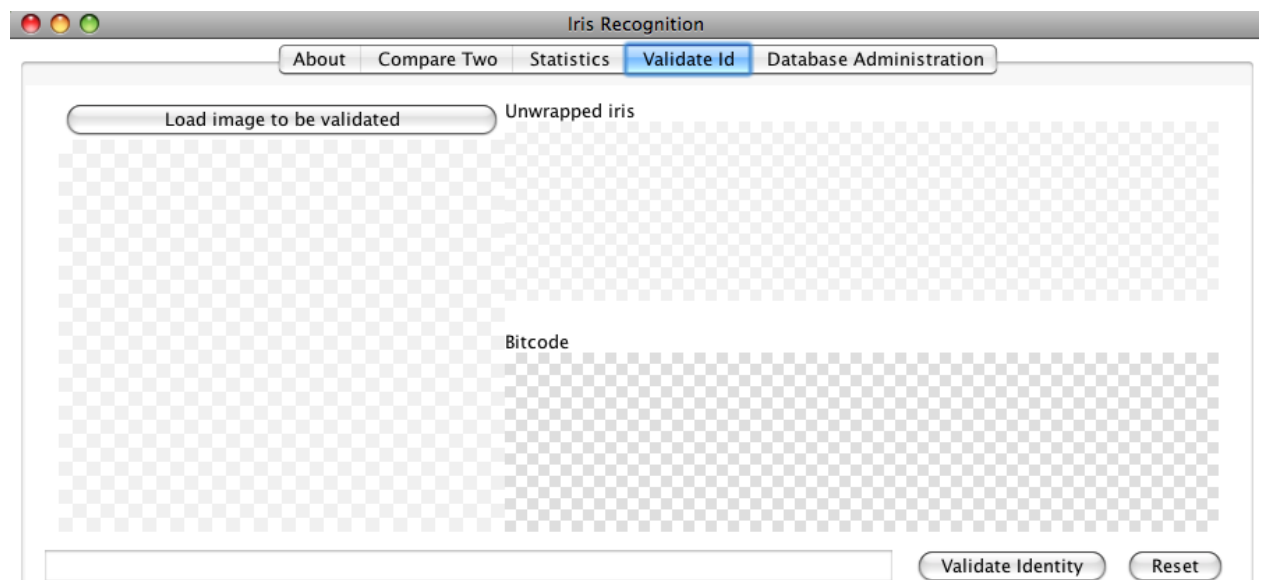 Iris Recognition
About Compare Two Statistics Validate Id Database Administration
Load image to be validated
Unwrapped iris
Bitcode
Validate Identity Reset